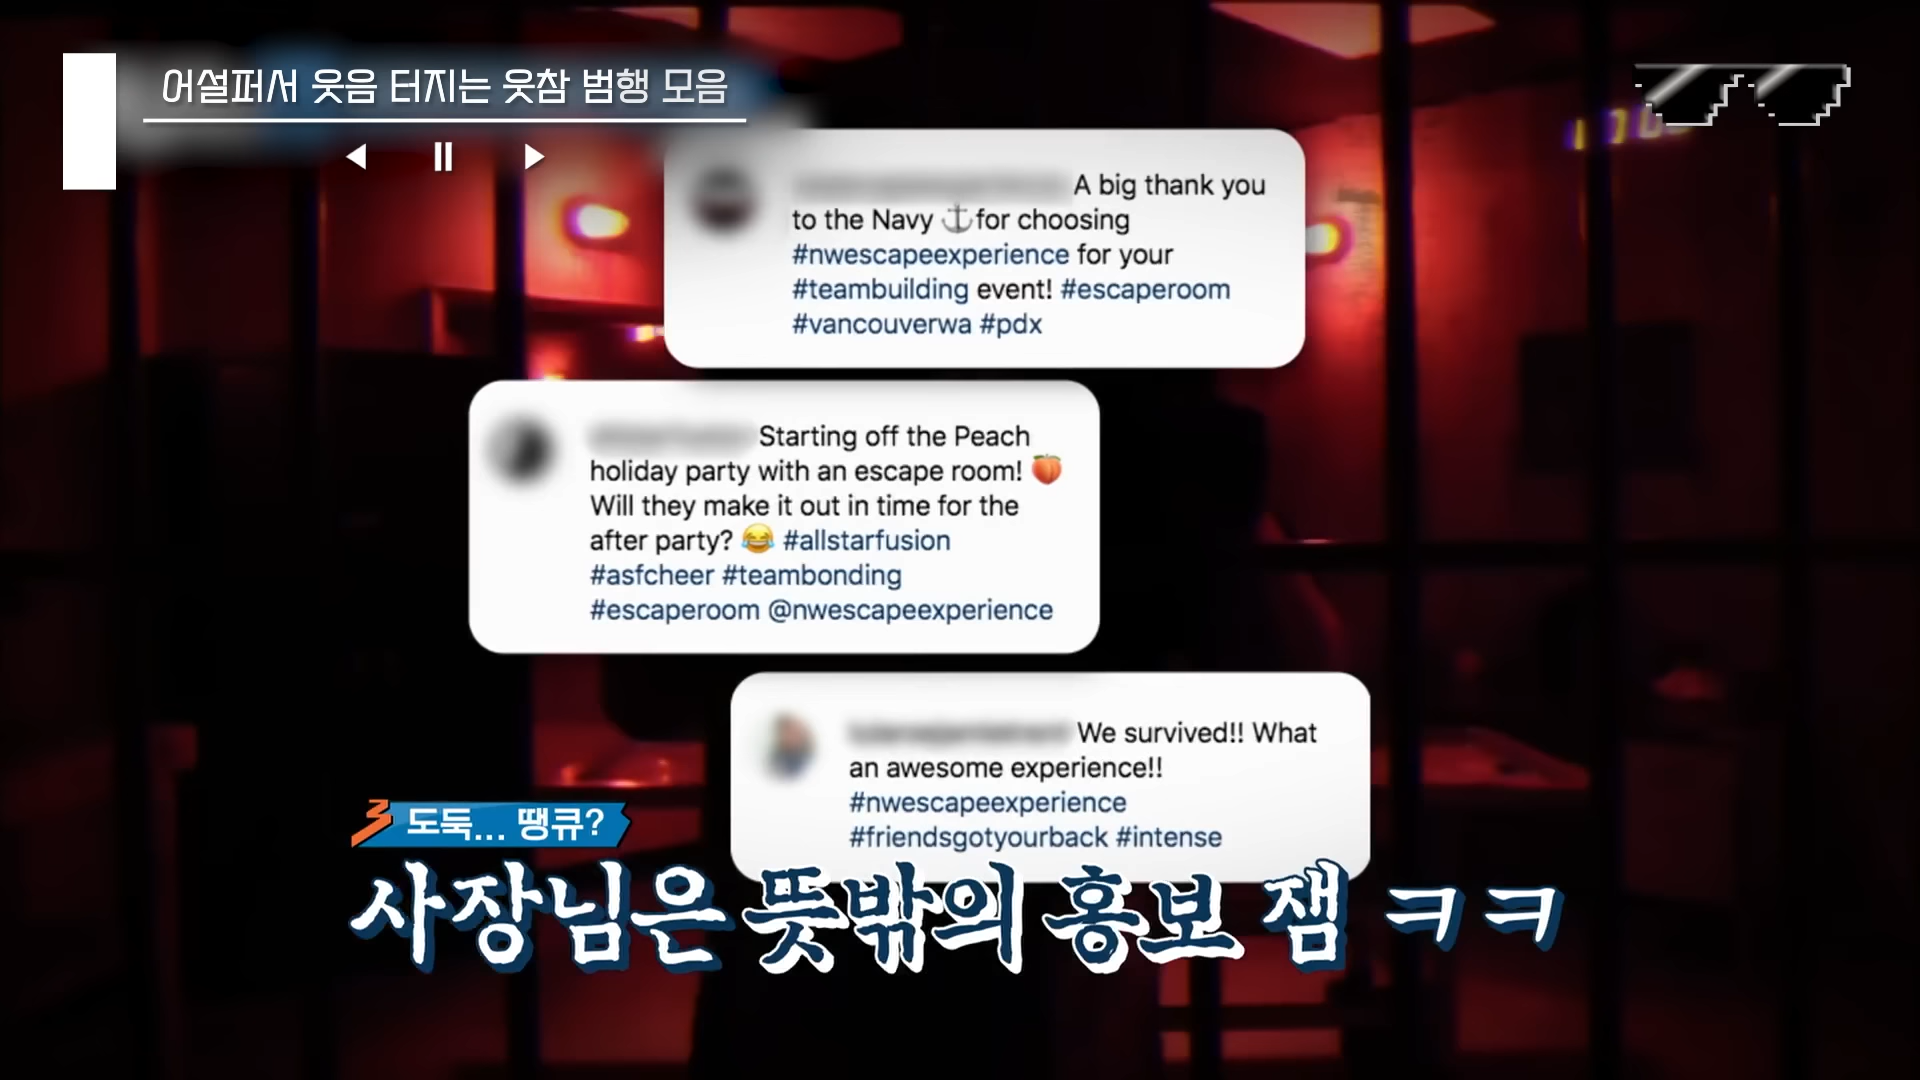 어설퍼서 웃음 터지는 웃참 범행 모음
A big thank you
to the Navy ⚓for choosing
#nwescapeexperience for your
#teambuilding event! #escaperoom
#vancouverwa #pdx
Starting off the Peach
holiday party with an escape room! 🍑
Will they make it out in time for the
after party? 😂 #allstarfusion
#asfcheer #teambonding
#escaperoom @nwescapeexperience
We survived!! What
an awesome experience!!
#nwescapeexperience
#friendsgotyourback #intense
도둑... 땡큐?
사장님은 뜻밖의 홍보 잼 ㅋㅋ